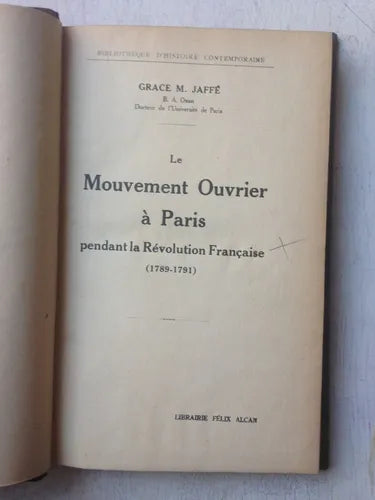 BIBLIOTHÈQUE D'HISTOIRE CONTEMPORAINE
GRACE M. JAFFÉ
B. A. Oxon
Docteur de l'Université de Paris
Le
Mouvement Ouvrier
à Paris
pendant la Révolution Française
(1789-1791)
LIBRAIRIE FÉLIX ALCAN